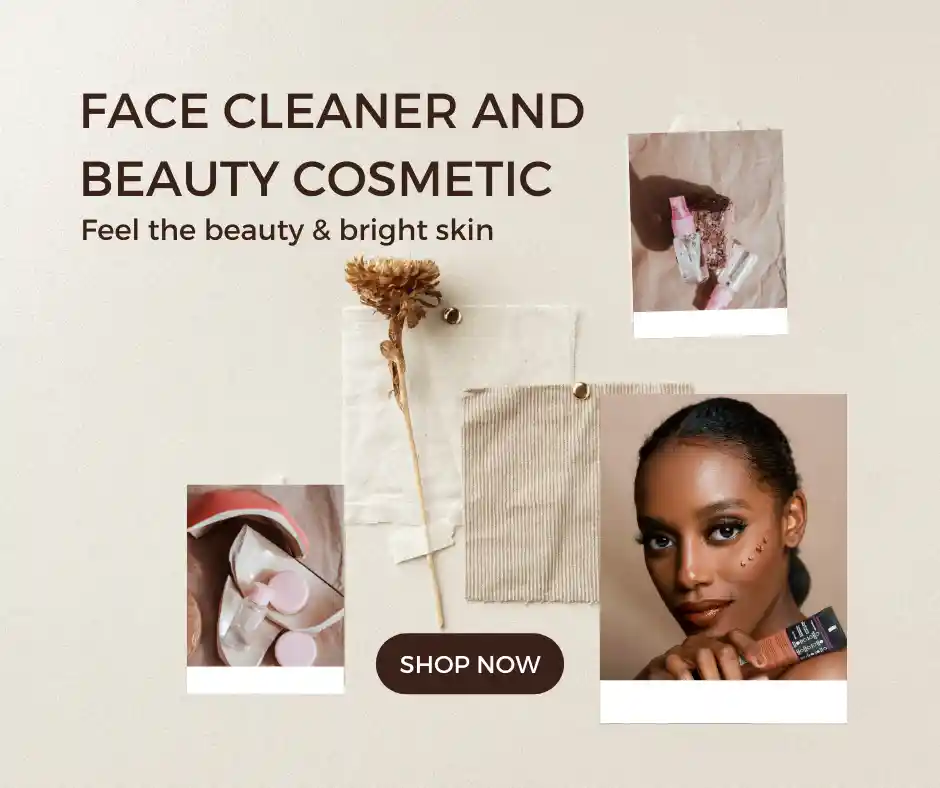 FACE CLEANER AND
BEAUTY COSMETIC
Feel the beauty & bright skin
SHOP NOW